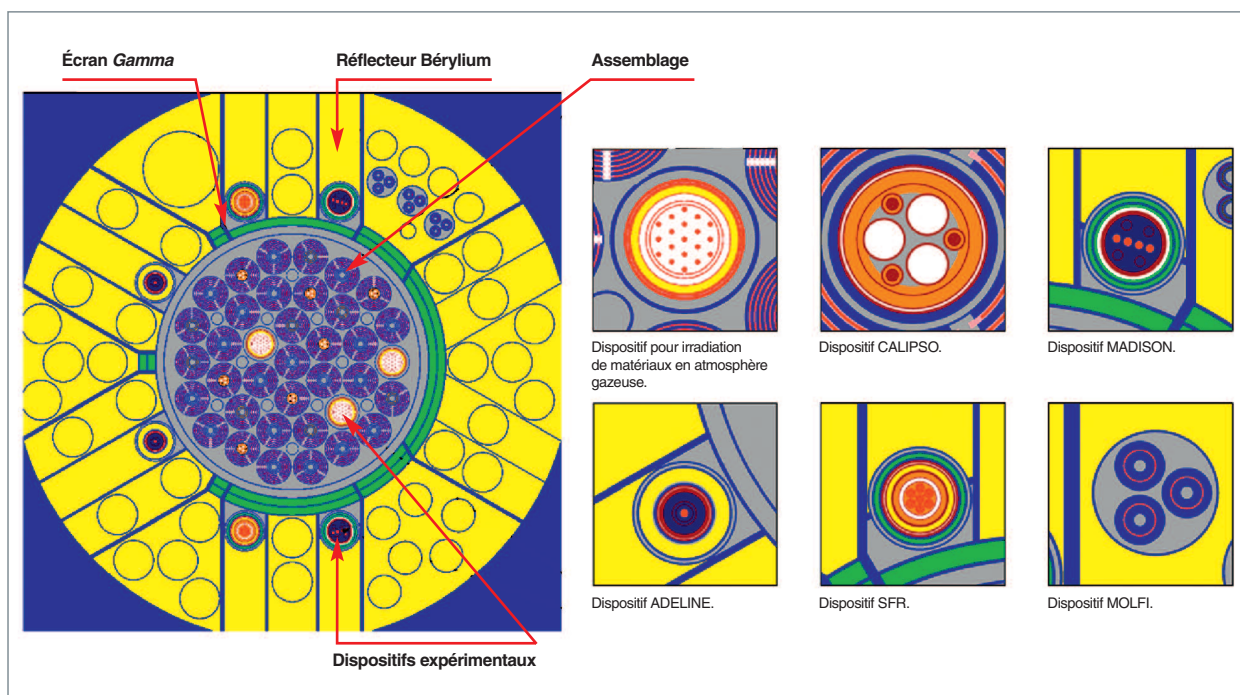 Écran Gamma
Réflecteur Bérylium
Assemblage
Dispositif pour irradiation
de matériaux en atmosphère
gazeuse.
Dispositif CALIPSO.
Dispositif MADISON.
Dispositif ADELINE.
Dispositif SFR.
Dispositif MOLFI.
Dispositifs expérimentaux